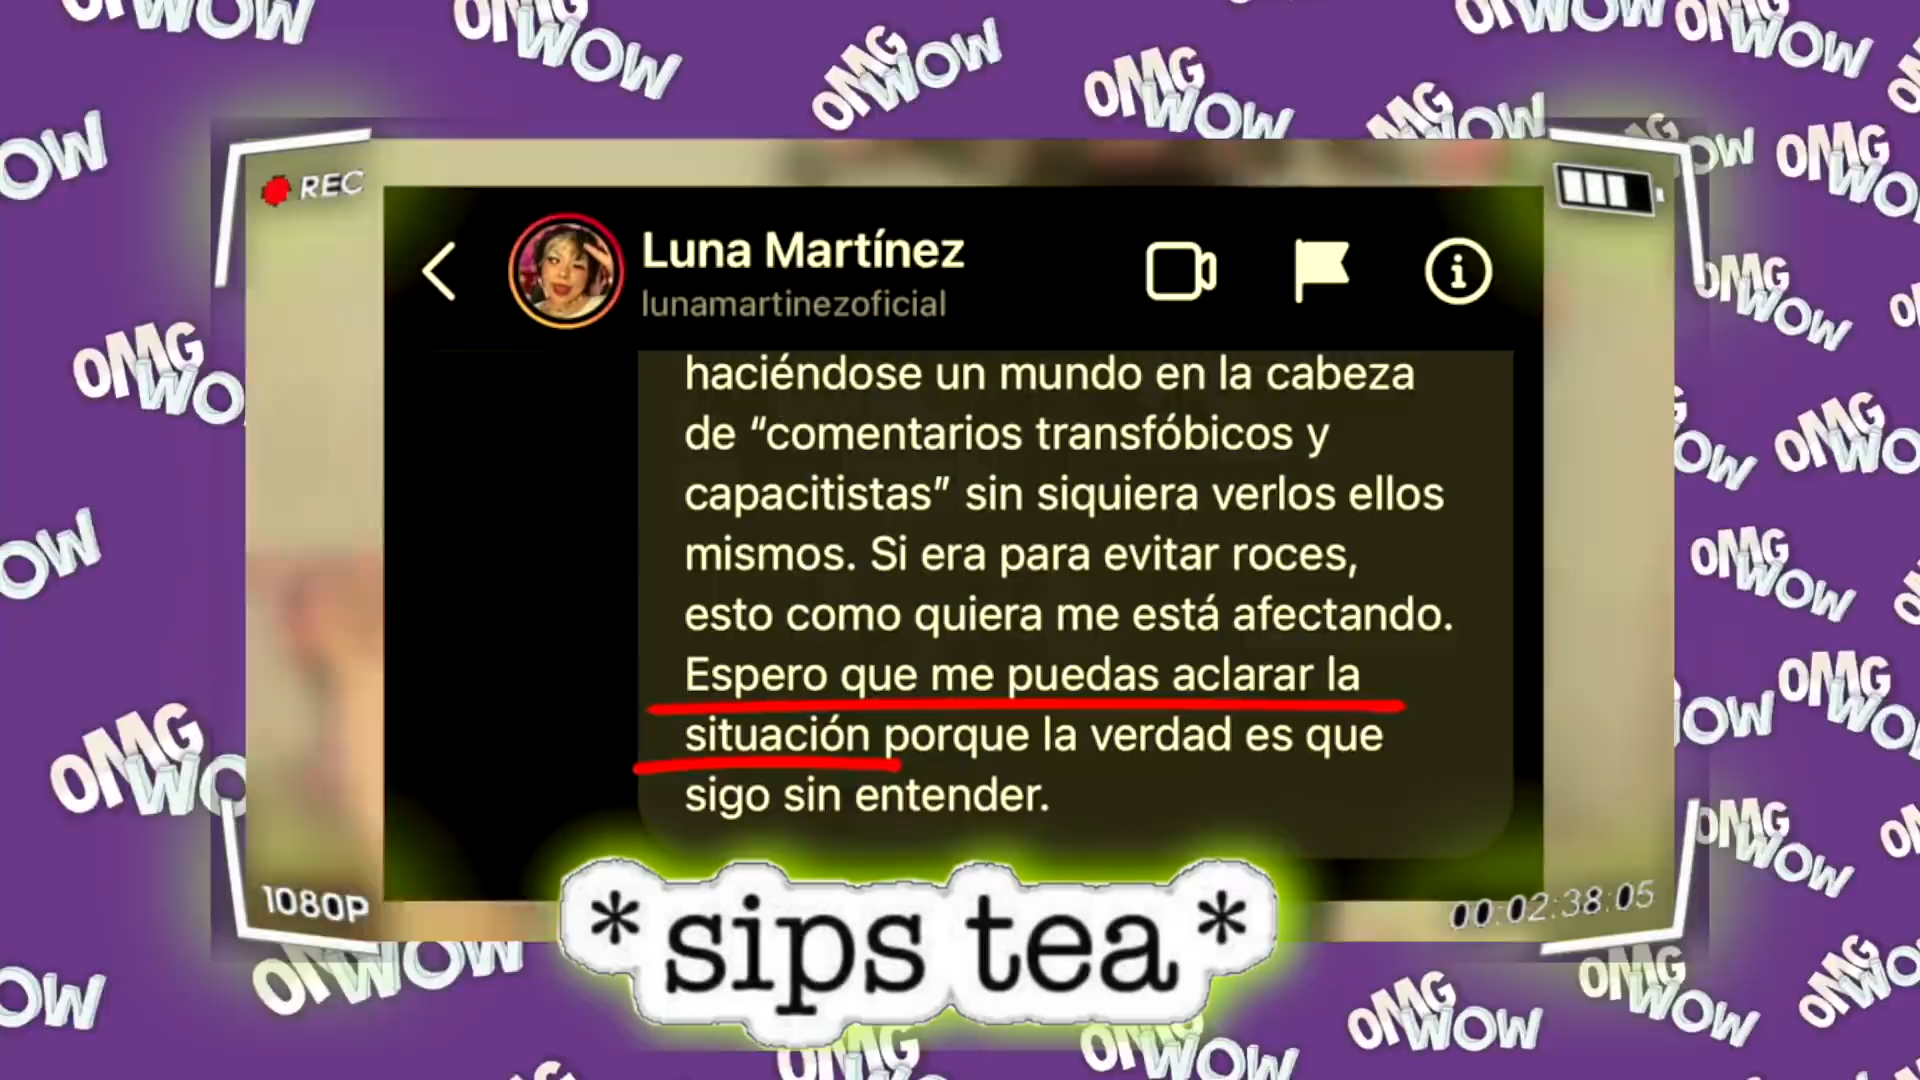 OMG WOW
REC
Luna Martínez
lunamartinezoficial
haciéndose un mundo en la cabeza
de “comentarios transfóbicos y
capacitistas” sin siquiera verlos ellos
mismos. Si era para evitar roces,
esto como quiera me está afectando.
Espero que me puedas aclarar la
situación porque la verdad es que
sigo sin entender.
1080P
00:02:38:05
*sips tea*